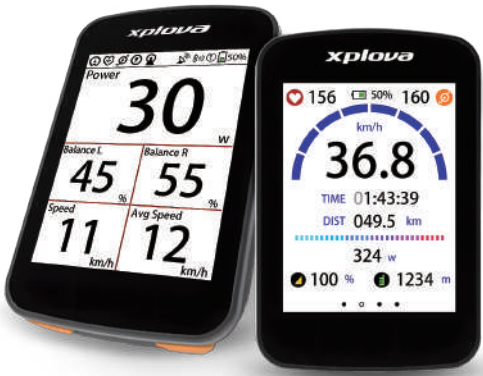 xplova
50%
Power
30
W
Balance L
Balance R
45 %
55 %
Speed
Avg Speed
11 km/h
12 km/h
xplova
156 50% 160
km/h
36.8
TIME 01:43:39
DIST 049.5 km
324 w
100 % 1234 m